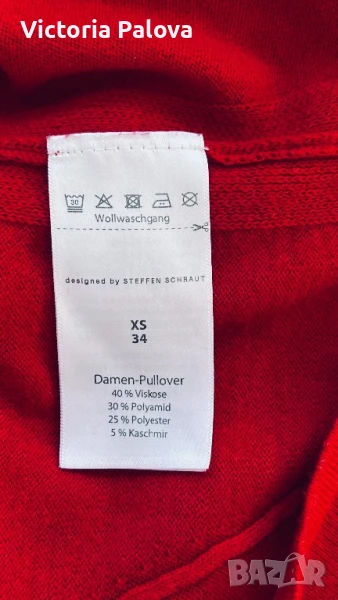 Victoria Palova
30
Wollwaschgang
designed by STEFFEN SCHRAUT
XS
34
Damen-Pullover
40 % Viskose
30 % Polyamid
25 % Polyester
5 % Kaschmir
BAZAR